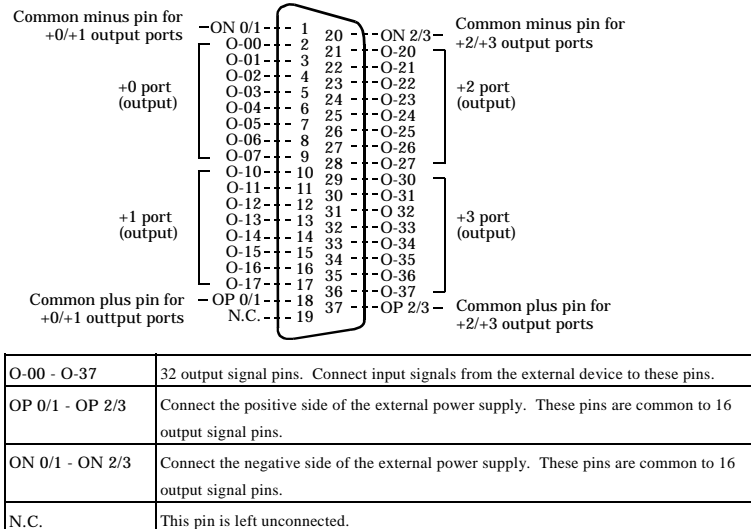 Common minus pin for
+0/+1 output ports
ON 0/1 1
O-00 2
O-01 3
O-02 4
O-03 5
O-04 6
O-05 7
O-06 8
O-07 9
+0 port
(output)
O-10 10
O-11 11
O-12 12
O-13 13
O-14 14
O-15 15
O-16 16
O-17 17
+1 port
(output)
OP 0/1 18
N.C. 19
Common plus pin for
+0/+1 outtput ports
20 ON 2/3
Common minus pin for
+2/+3 output ports
21 O-20
22 O-21
23 O-22
24 O-23
25 O-24
26 O-25
27 O-26
28 O-27
+2 port
(output)
29 O-30
30 O-31
31 O 32
32 O-33
33 O-34
34 O-35
35 O-36
36 O-37
+3 port
(output)
37 OP 2/3
Common plus pin for
+2/+3 output ports
O-00 - O-37 32 output signal pins. Connect input signals from the external device to these pins.
OP 0/1 - OP 2/3 Connect the positive side of the external power supply. These pins are common to 16
output signal pins.
ON 0/1 - ON 2/3 Connect the negative side of the external power supply. These pins are common to 16
output signal pins.
N.C. This pin is left unconnected.